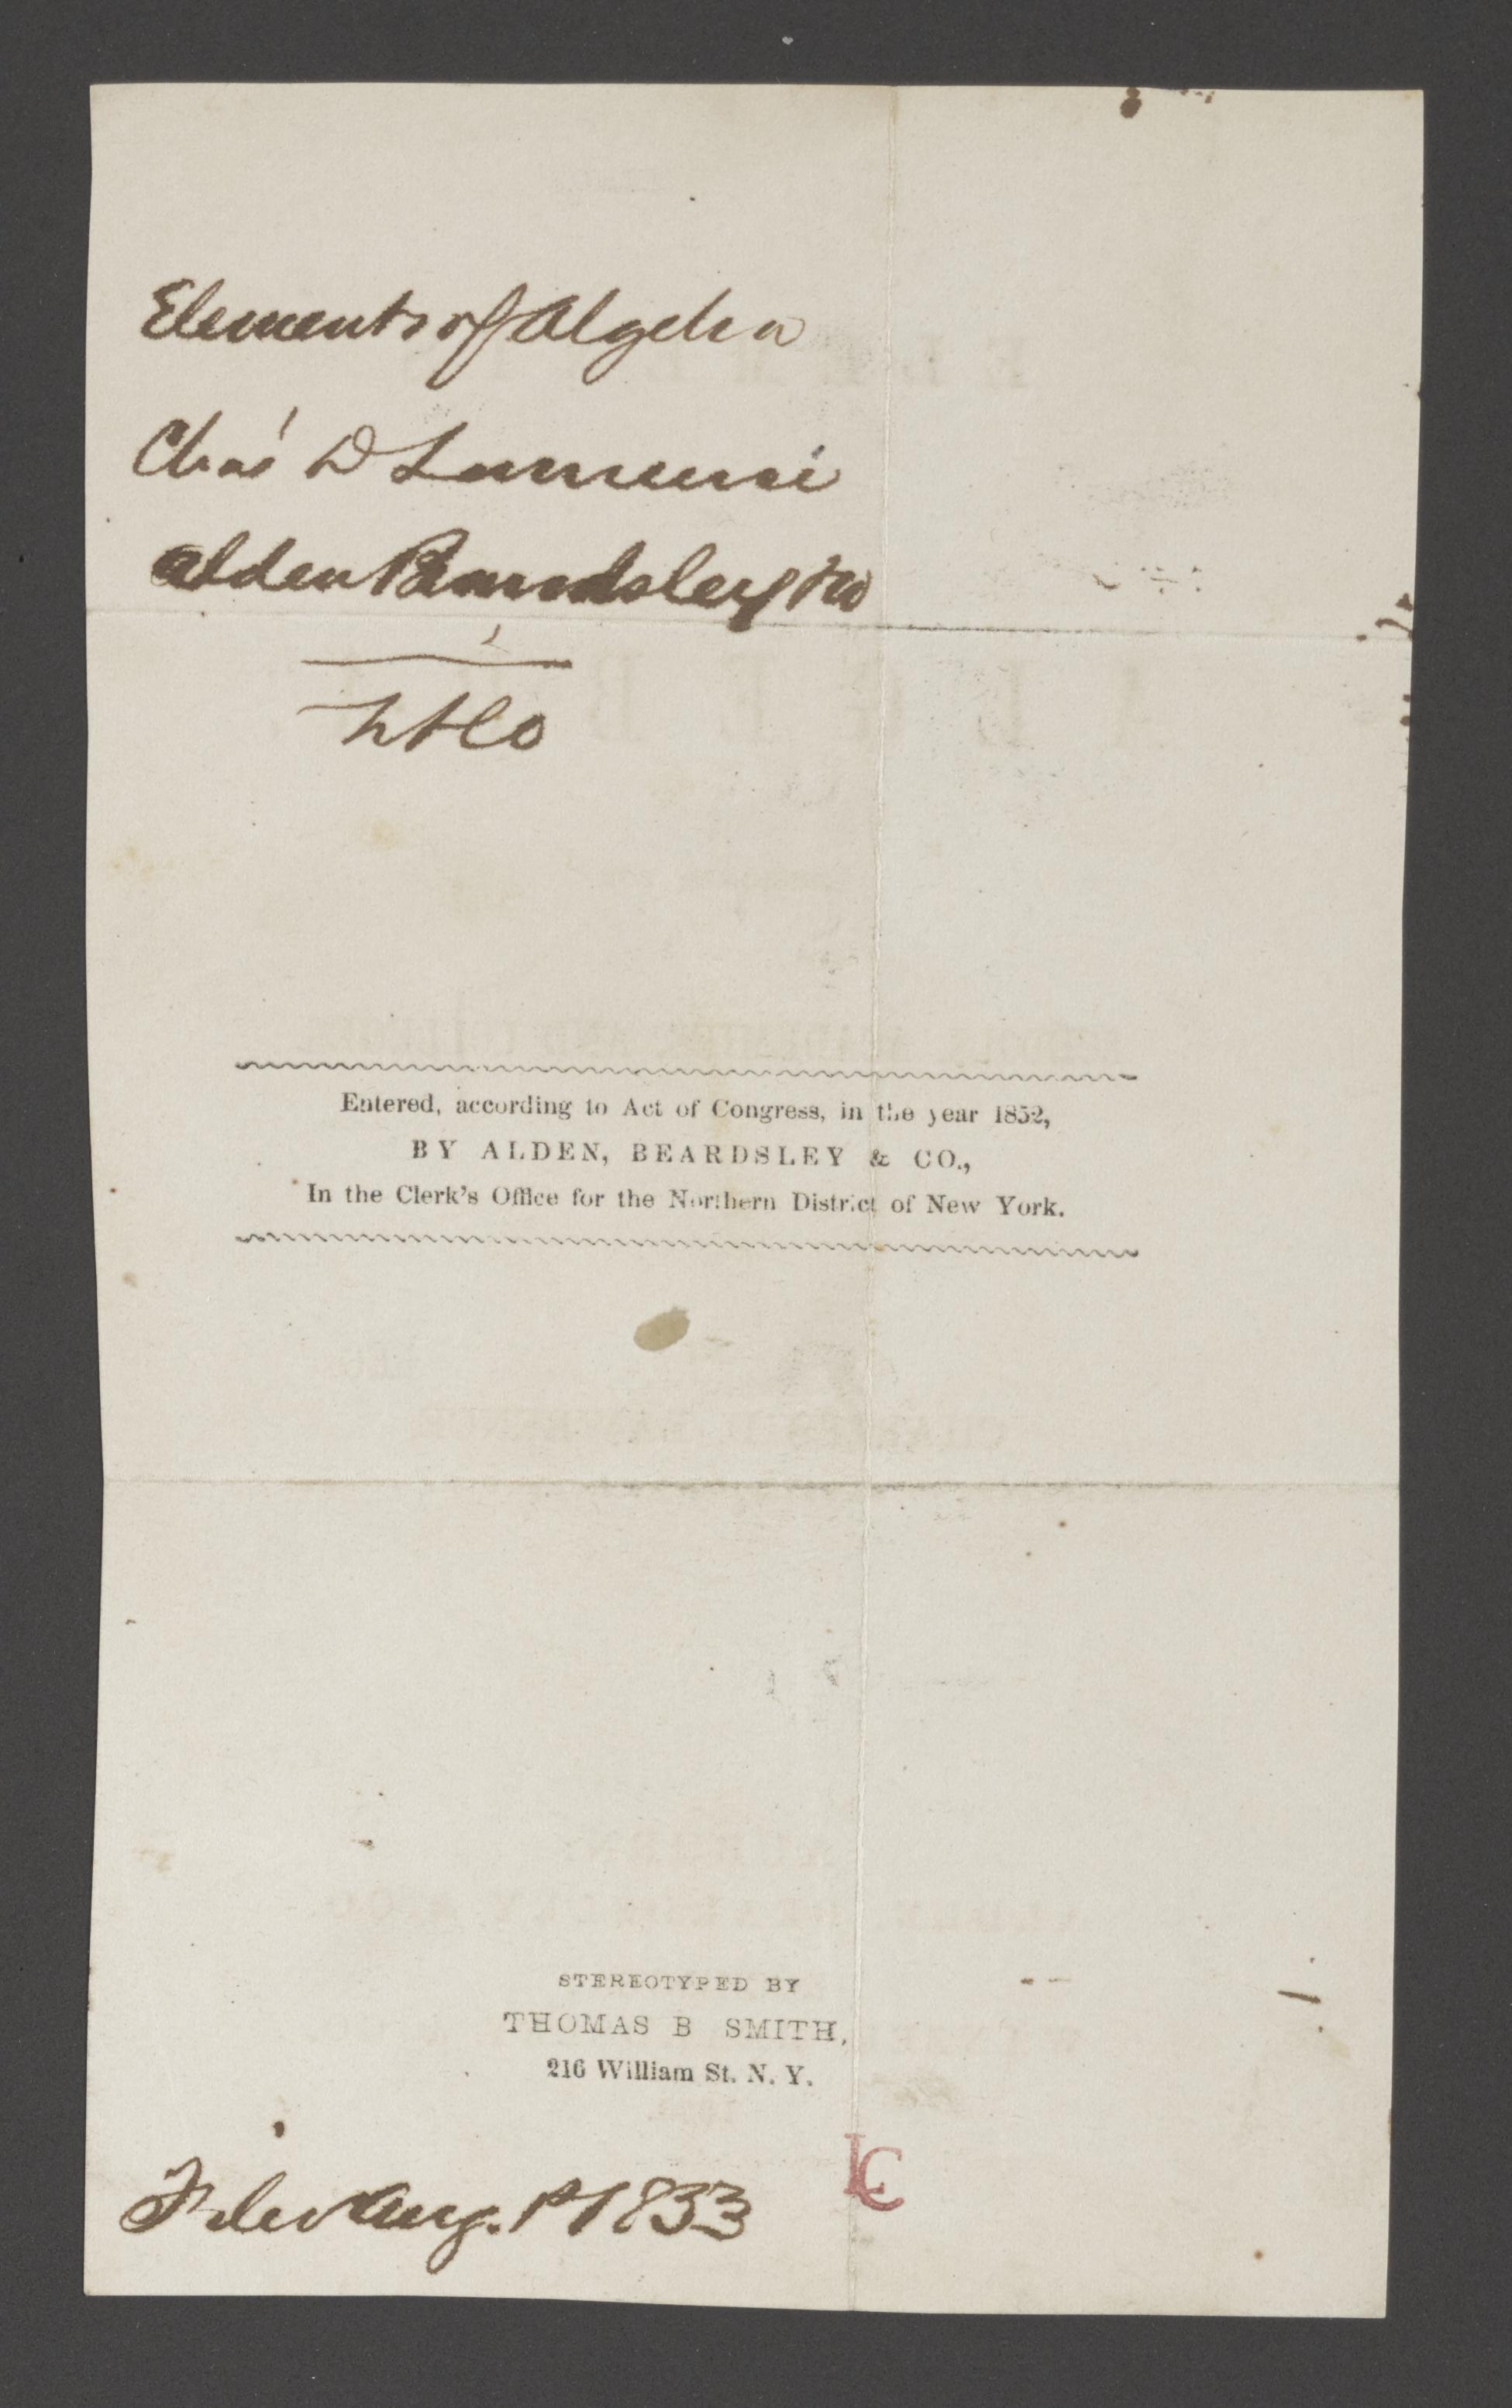 Elements of Algebra
Chas' D Lawrence
Alden Beardsley & Co
Entered, according to Act of Congress, in the year 1852,
BY ALDEN, BEARDSLEY & CO.,
In the Clerk's Office for the Northern District of New York.
STEREOTYPED BY
THOMAS B SMITH,
216 William St. N. Y.
LC
Filed Aug. 1st 1853